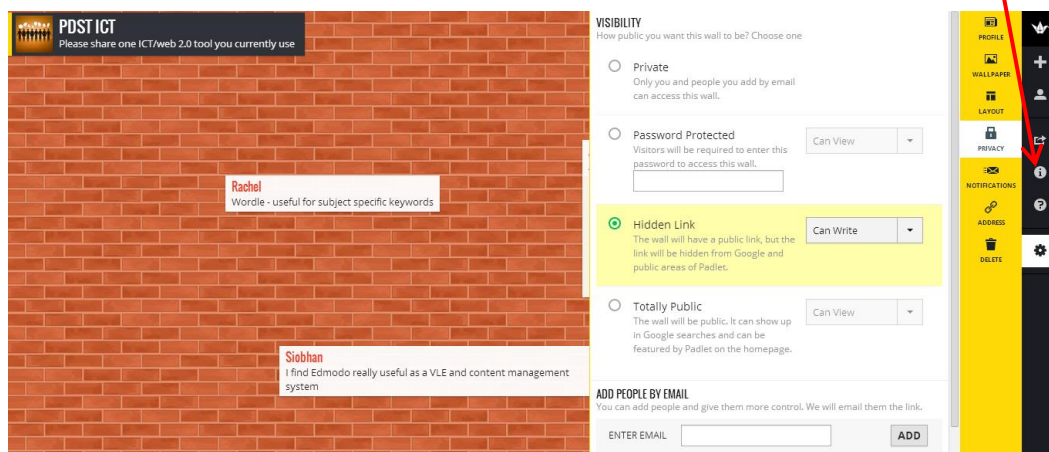 PDST ICT
Please share one ICT/web 2.0 tool you currently use
Rachel
Wordle - useful for subject specific keywords
Siobhan
I find Edmodo really useful as a VLE and content management
system
VISIBILITY
How public you want this wall to be? Choose one
Private
Only you and people you add by email
can access this wall.
Password Protected
Can View
Visitors will be required to enter this
password to access this wall.
Hidden Link
Can Write
The wall will have a public link, but the
link will be hidden from Google and
public areas of Padlet.
Totally Public
Can View
The wall will be public. It can show up
in Google searches and can be
featured by Padlet on the homepage.
ADD PEOPLE BY EMAIL
You can add people and give them more control. We will email them the link.
ENTER EMAIL
ADD
PROFILE
WALLPAPER
LAYOUT
PRIVACY
NOTIFICATIONS
ADDRESS
DELETE